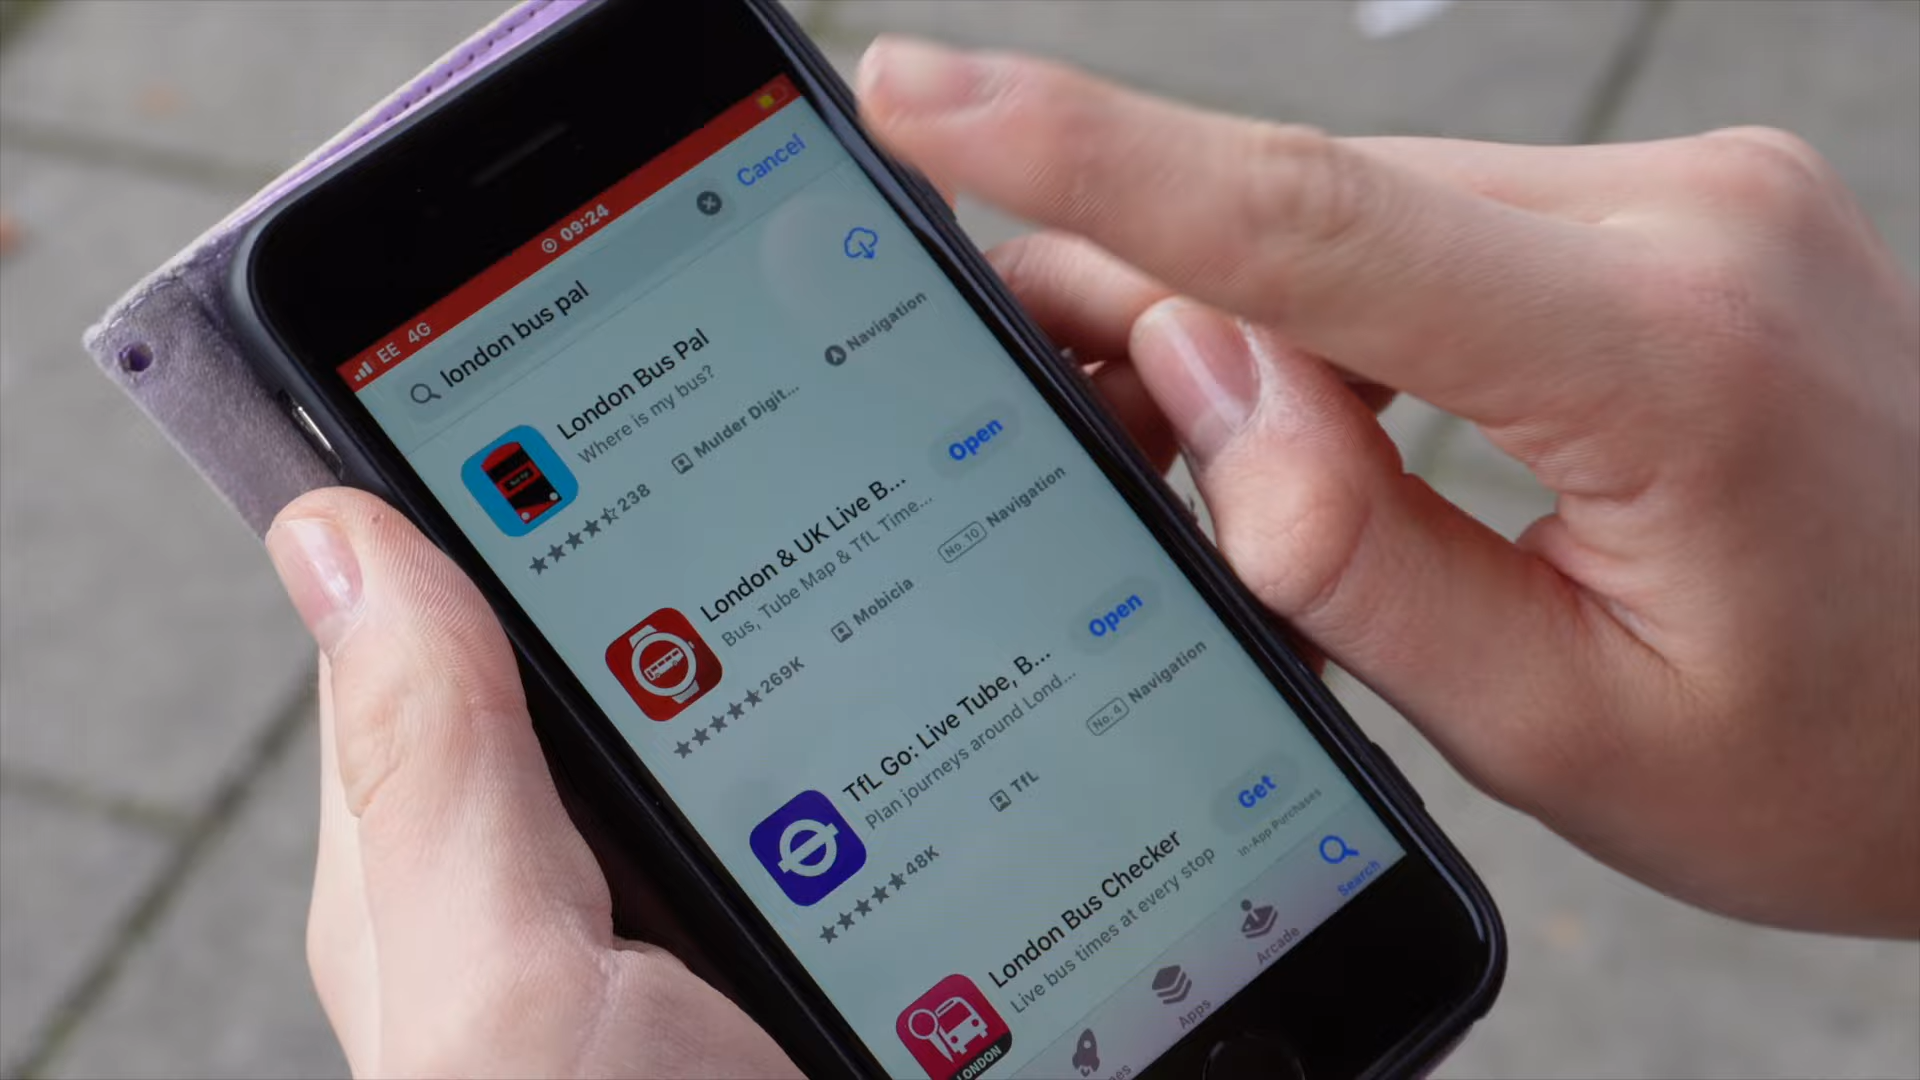 EE 4G
09:24
london bus pal
Cancel
London Bus Pal
Where is my bus?
238
Mulder Digit...
Navigation
London & UK Live B...
Bus, Tube Map & TfL Time...
Open
269K
Mobicia
No. 10
Navigation
TfL Go: Live Tube, B...
Plan journeys around Lond...
Open
48K
TfL
No. 4
Navigation
London Bus Checker
Live bus times at every stop
Get
In-App Purchases
LONDON
Apps
Arcade
Search